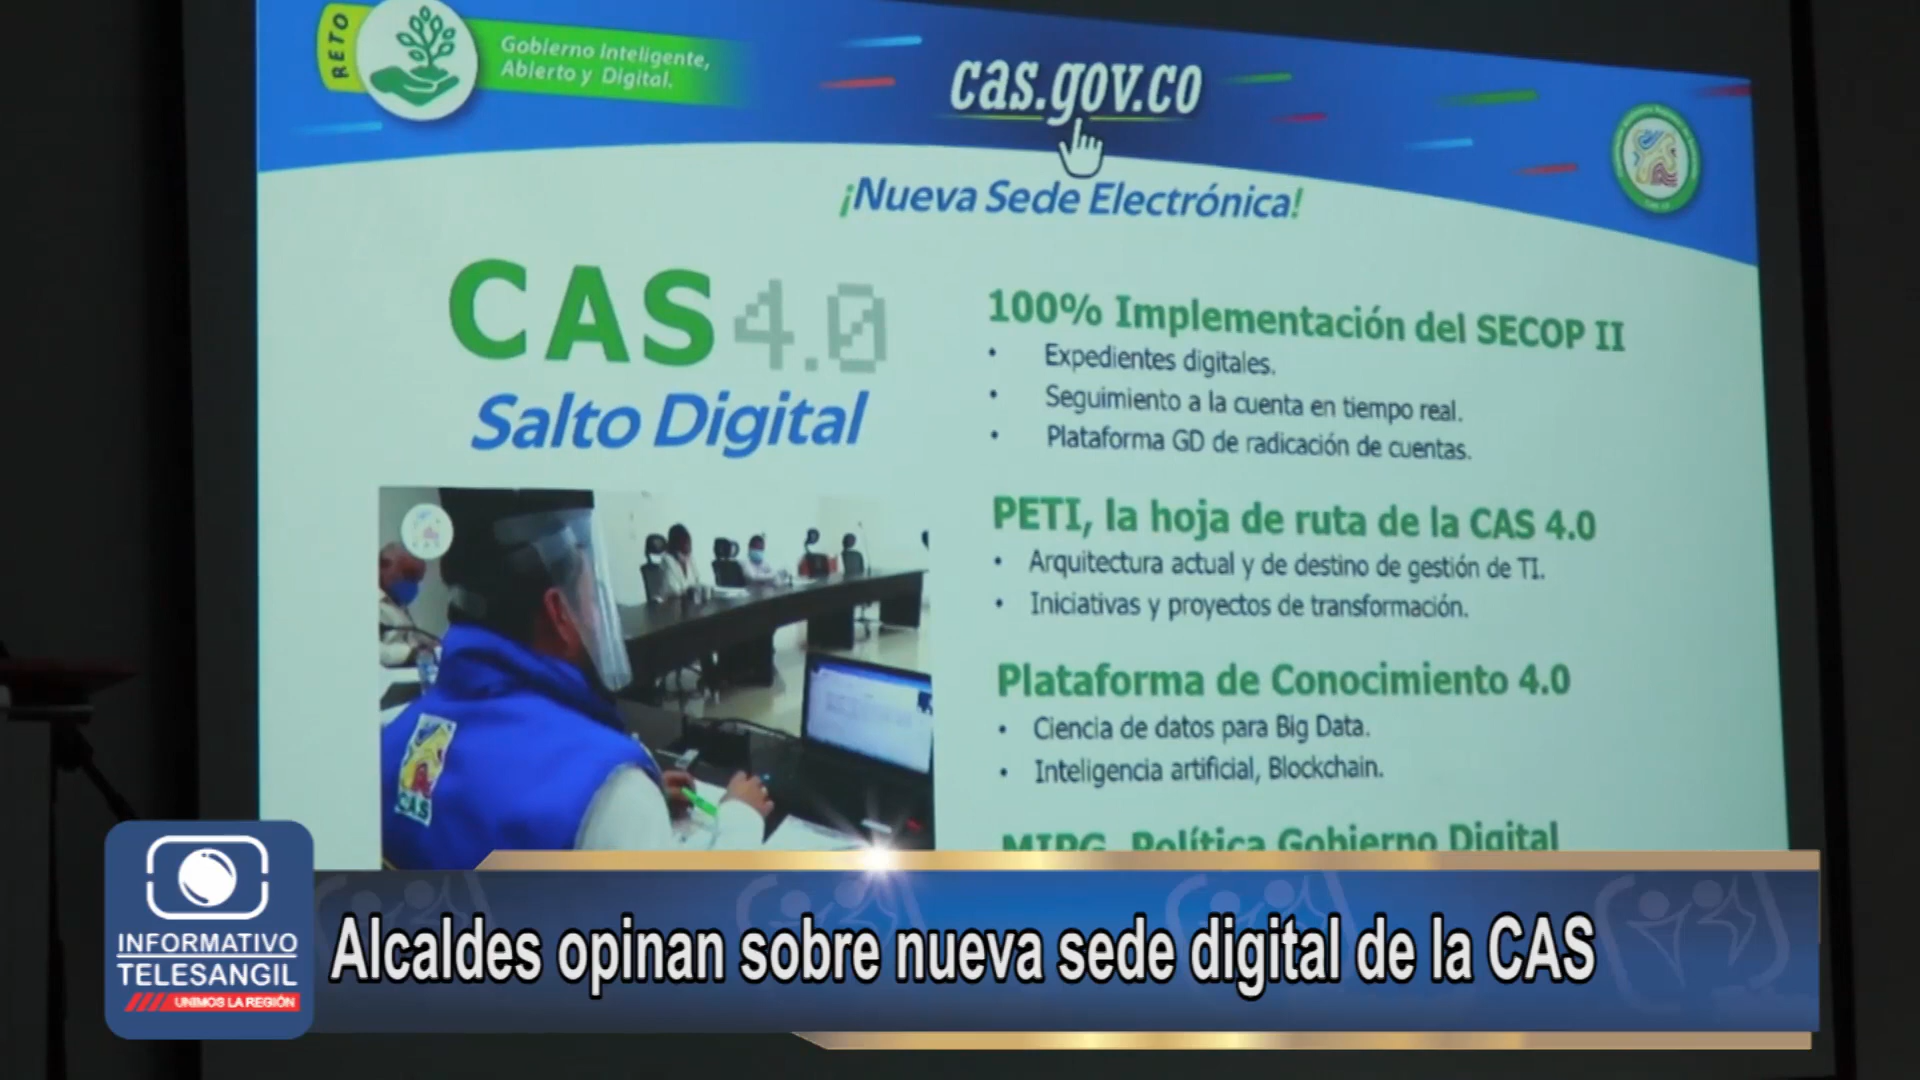 RETO
Gobierno Inteligente,
Abierto y Digital.
cas.gov.co
¡Nueva Sede Electrónica!
CAS 4.0
Salto Digital
100% Implementación del SECOP II
• Expedientes digitales.
• Seguimiento a la cuenta en tiempo real.
• Plataforma GD de radicación de cuentas.
PETI, la hoja de ruta de la CAS 4.0
• Arquitectura actual y de destino de gestión de TI.
• Iniciativas y proyectos de transformación.
Plataforma de Conocimiento 4.0
• Ciencia de datos para Big Data.
• Inteligencia artificial, Blockchain.
MIPG, Política Gobierno Digital
CAS
INFORMATIVO
TELESANGIL
UNIMOS LA REGIÓN
Alcaldes opinan sobre nueva sede digital de la CAS